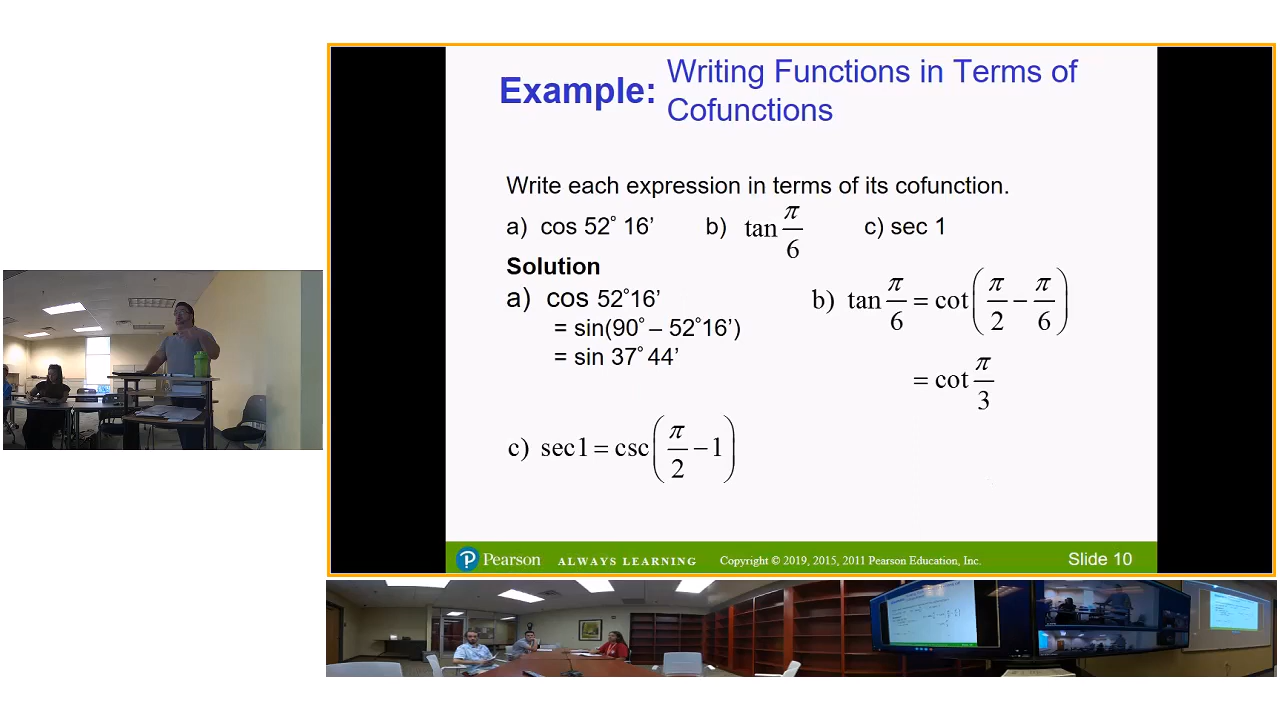 Example: Writing Functions in Terms of
Cofunctions
Write each expression in terms of its cofunction.
a) cos 52° 16’ b) tan π/6 c) sec 1
Solution
a) cos 52°16’
= sin(90° – 52°16’)
= sin 37° 44’
b) tan π/6 = cot(π/2 − π/6)
= cot π/3
c) sec1 = csc(π/2 − 1)
Pearson ALWAYS LEARNING Copyright © 2019, 2015, 2011 Pearson Education, Inc. Slide 10